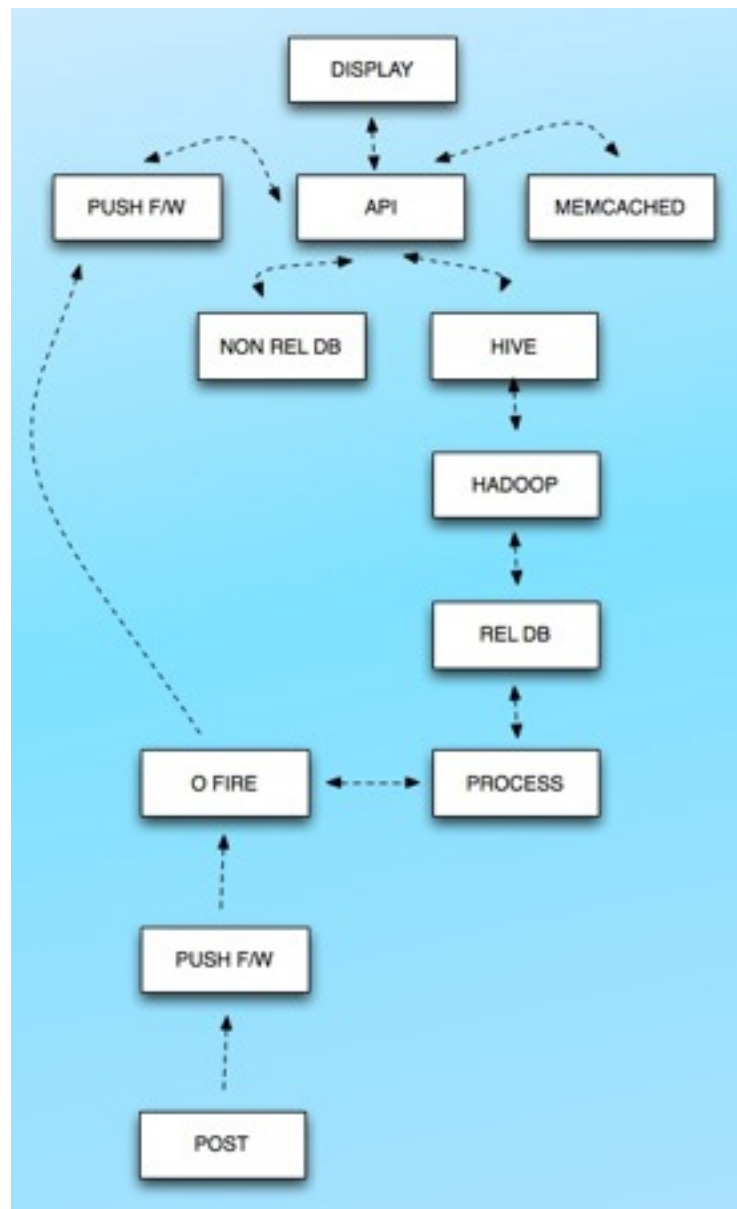 DISPLAY
PUSH F/W
API
MEMCACHED
NON REL DB
HIVE
HADOOP
REL DB
O FIRE
PROCESS
PUSH F/W
POST